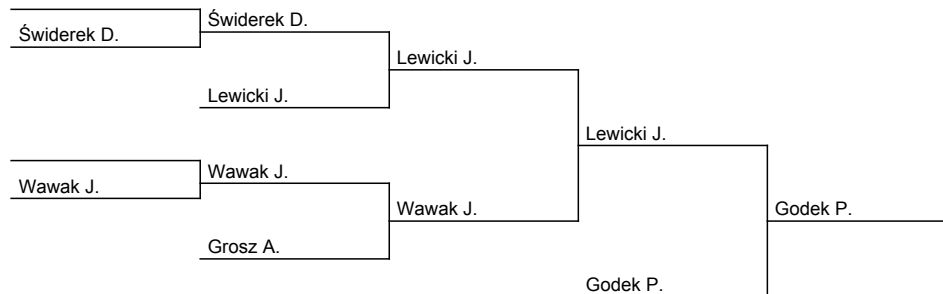 Świderek D.
Świderek D.
Lewicki J.
Lewicki J.
Lewicki J.
Wawak J.
Wawak J.
Wawak J.
Grosz A.
Godek P.
Godek P.